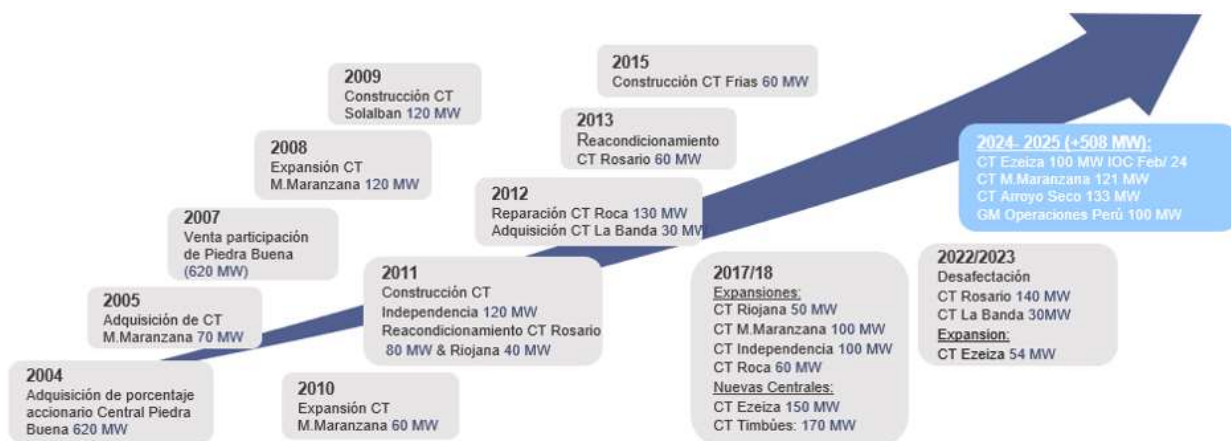 2004
Adquisición de porcentaje
accionario Central Piedra
Buena 620 MW
2005
Adquisición de CT
M.Maranzana 70 MW
2007
Venta participación
de Piedra Buena
(620 MW)
2008
Expansión CT
M.Maranzana 120 MW
2009
Construcción CT
Solalban 120 MW
2010
Expansión CT
M.Maranzana 60 MW
2011
Construcción CT
Independencia 120 MW
Reacondicionamiento CT Rosario
80 MW & Riojana 40 MW
2012
Reparación CT Roca 130 MW
Adquisición CT La Banda 30 MW
2013
Reacondicionamiento
CT Rosario 60 MW
2015
Construcción CT Frias 60 MW
2017/18
Expansiones:
CT Riojana 50 MW
CT M.Maranzana 100 MW
CT Independencia 100 MW
CT Roca 60 MW
Nuevas Centrales:
CT Ezeiza 150 MW
CT Timbúes: 170 MW
2022/2023
Desafectación
CT Rosario 140 MW
CT La Banda 30MW
Expansion:
CT Ezeiza 54 MW
2024- 2025 (+508 MW):
CT Ezeiza 100 MW IOC Feb/ 24
CT M.Maranzana 121 MW
CT Arroyo Seco 133 MW
GM Operaciones Perú 100 MW